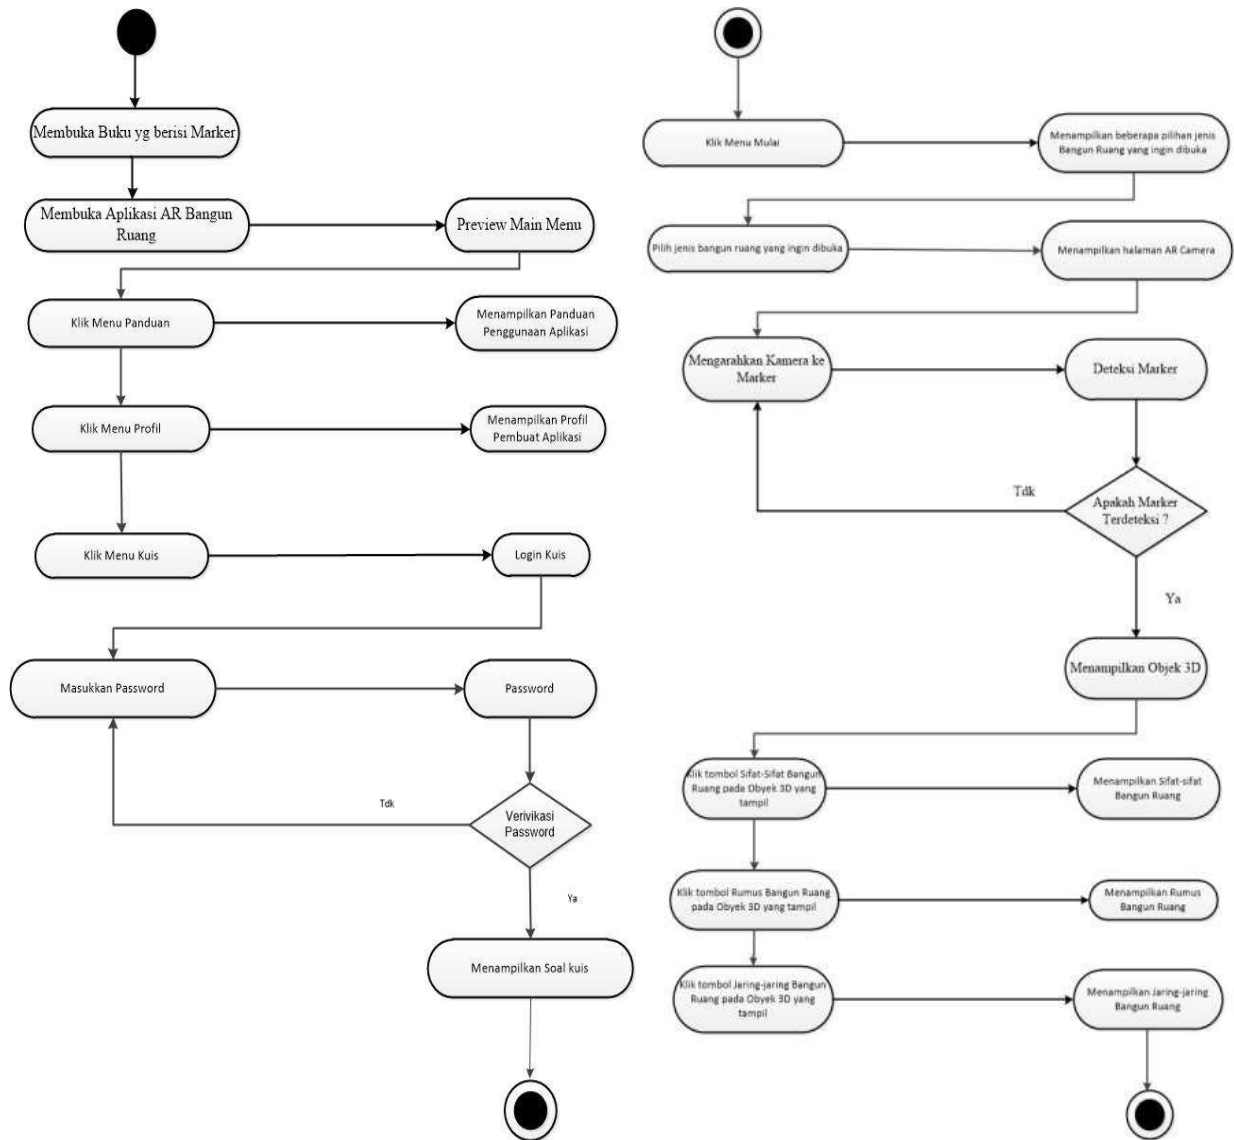 Membuka Buku yg berisi Marker
Membuka Aplikasi AR Bangun
Ruang
Preview Main Menu
Klik Menu Panduan
Menampilkan Panduan
Penggunaan Aplikasi
Klik Menu Profil
Menampilkan Profil
Pembuat Aplikasi
Klik Menu Kuis
Login Kuis
Masukkan Password
Password
Tdk
Verivikasi
Password
Ya
Menampilkan Soal kuis
Klik Menu Mulai
Menampilkan beberapa pilihan jenis
Bangun Ruang yang ingin dibuka
Pilih jenis bangun ruang yang ingin dibuka
Menampilkan halaman AR Camera
Mengarahkan Kamera ke
Marker
Deteksi Marker
Tdk
Apakah Marker
Terdeteksi ?
Ya
Menampilkan Objek 3D
Klik tombol Sifat-Sifat Bangun
Ruang pada Obyek 3D yang
tampil
Menampilkan Sifat-sifat
Bangun Ruang
Klik tombol Rumus Bangun Ruang
pada Obyek 3D yang tampil
Menampilkan Rumus
Bangun Ruang
Klik tombol Jaring-jaring Bangun
Ruang pada Obyek 3D yang
tampil
Menampilkan Jaring-jaring
Bangun Ruang